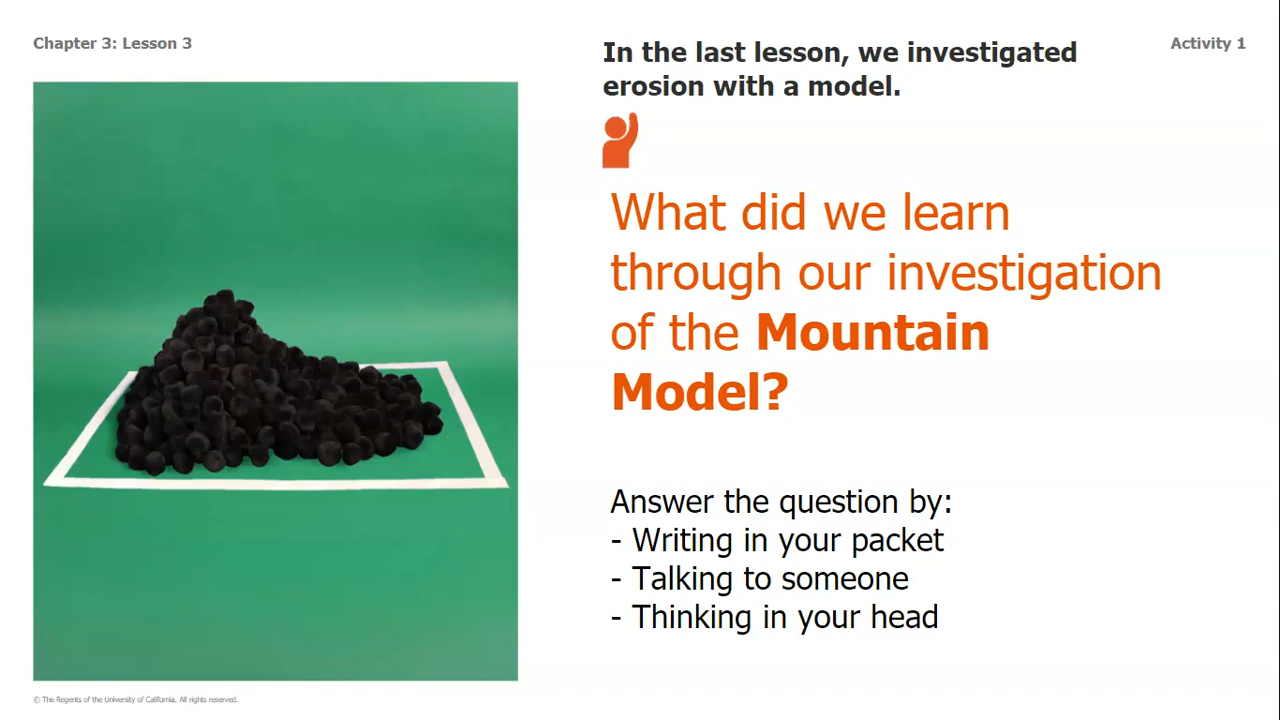 Chapter 3: Lesson 3
Activity 1
In the last lesson, we investigated
erosion with a model.
What did we learn
through our investigation
of the Mountain
Model?
Answer the question by:
- Writing in your packet
- Talking to someone
- Thinking in your head
© The Regents of the University of California. All rights reserved.